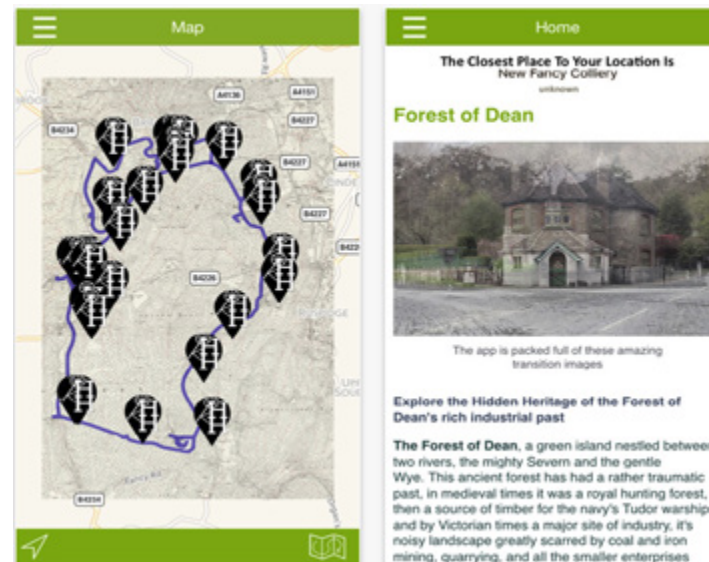 Map
A4136
A4151
B4227
B4234
B4227
A4151
B4227
B4226
B4234
Home
The Closest Place To Your Location Is
New Fancy Colliery
unknown
Forest of Dean
The app is packed full of these amazing
transition images
Explore the Hidden Heritage of the Forest of
Dean's rich industrial past
The Forest of Dean, a green island nestled between
two rivers, the mighty Severn and the gentle
Wye. This ancient forest has had a rather traumatic
past, in medieval times it was a royal hunting forest,
then a source of timber for the navy's Tudor warship
and by Victorian times a major site of industry, it's
noisy landscape greatly scarred by coal and iron
mining, quarrying, and all the smaller enterprises